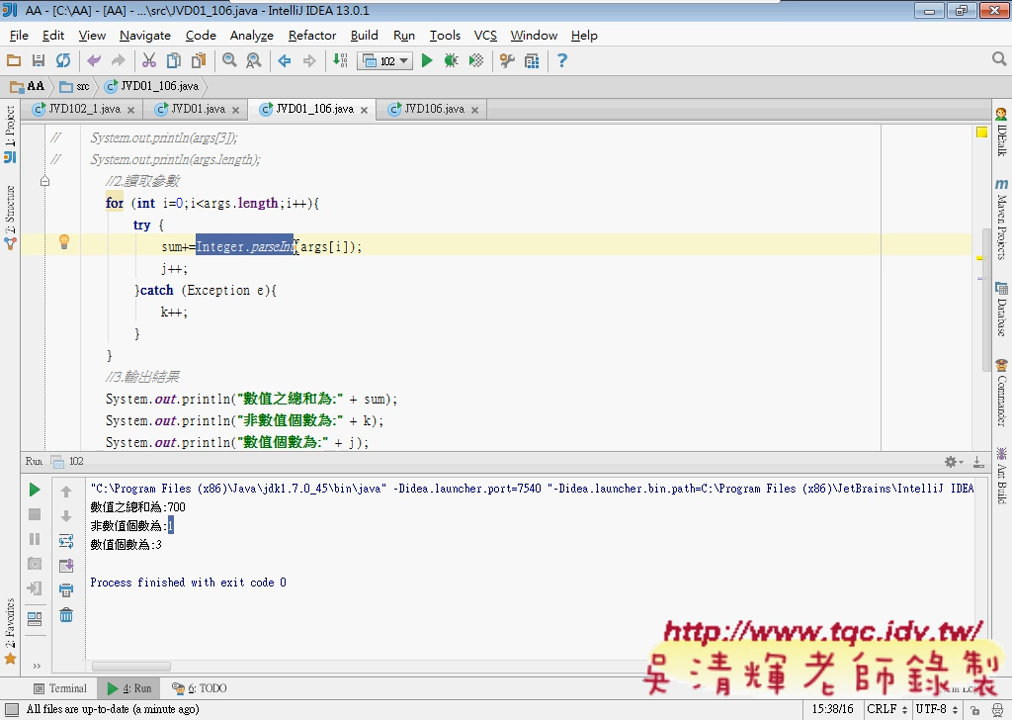 AA - [C:\AA] - [AA] - ...\src\JVD01_106.java - IntelliJ IDEA 13.0.1
File Edit View Navigate Code Analyze Refactor Build Run Tools VCS Window Help
102
AA src JVD01_106.java
JVD102_1.java JVD01.java JVD01_106.java JVD106.java
// System.out.println(args[3]);
// System.out.println(args.length);
//2.讀取參數
for (int i=0;i<args.length;i++){
try {
sum+=Integer.parseInt(args[i]);
j++;
}catch (Exception e){
k++;
}
}
//3.輸出結果
System.out.println("數值之總和為:" + sum);
System.out.println("非數值個數為:" + k);
System.out.println("數值個數為:" + j);
1: Project
2: Structure
2: Favorites
IDEtalk
Maven Projects
Database
Commander
Ant Build
Run 102
"C:\Program Files (x86)\Java\jdk1.7.0_45\bin\java" -Didea.launcher.port=7540 "-Didea.launcher.bin.path=C:\Program Files (x86)\JetBrains\IntelliJ IDEA
數值之總和為:700
非數值個數為:1
數值個數為:3
Process finished with exit code 0
http://www.tqc.idv.tw/
吳清輝老師錄製
Terminal 4: Run 6: TODO
All files are up-to-date (a minute ago) 15:38/16 CRLF UTF-8